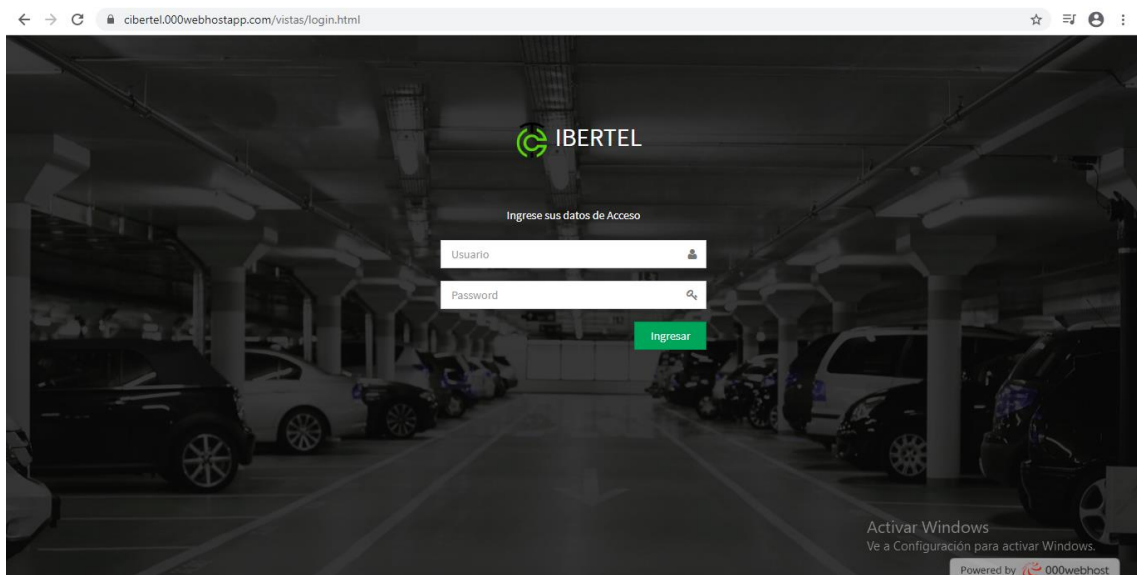 cibertel.000webhostapp.com/vistas/login.html
IBERTEL
Ingrese sus datos de Acceso
Usuario
Password
Ingresar
Activar Windows
Ve a Configuración para activar Windows.
Powered by 000webhost